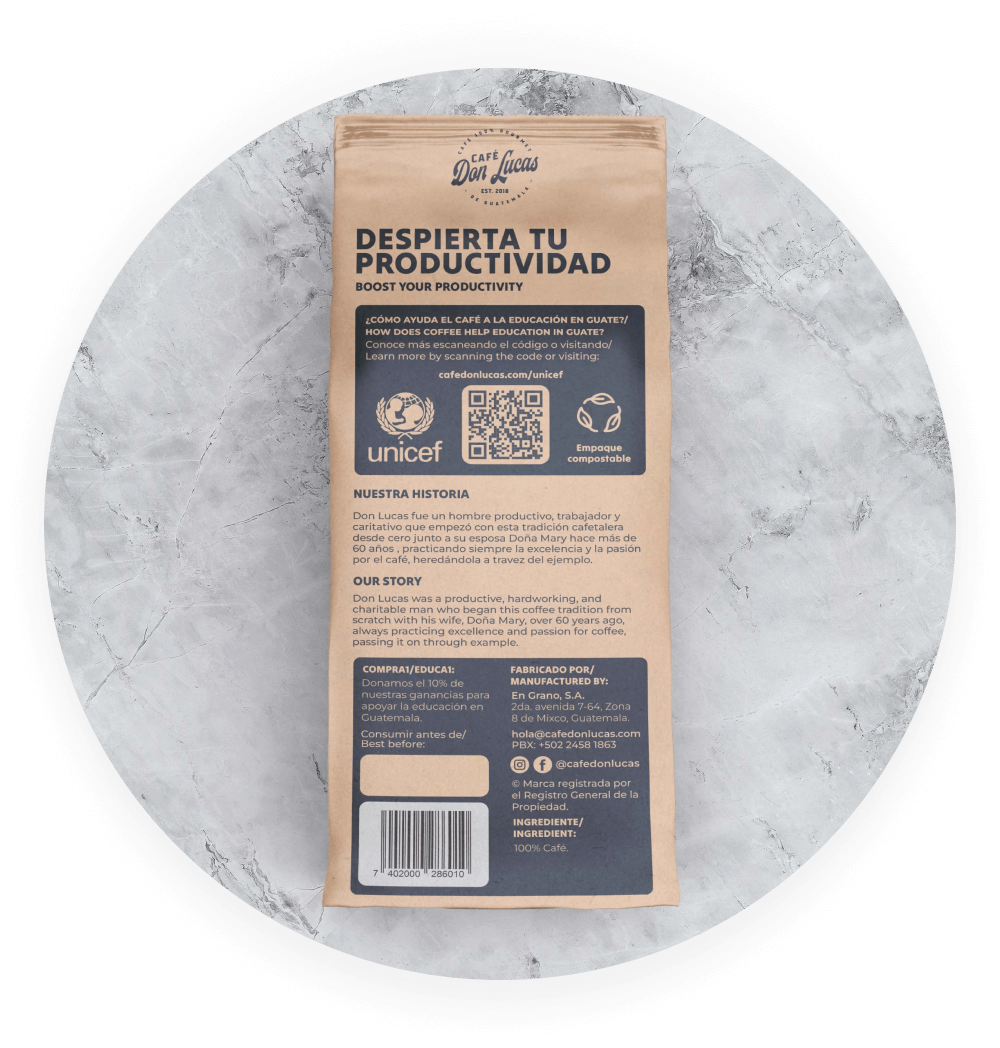 CAFÉ 100% GOURMET
CAFÉ
Don Lucas
EST. 2018
DE GUATEMALA
DESPIERTA TU
PRODUCTIVIDAD
BOOST YOUR PRODUCTIVITY
¿CÓMO AYUDA EL CAFÉ A LA EDUCACIÓN EN GUATE?/
HOW DOES COFFEE HELP EDUCATION IN GUATE?
Conoce más escaneando el código o visitando/
Learn more by scanning the code or visiting:
cafedonlucas.com/unicef
unicef
Empaque
compostable
NUESTRA HISTORIA
Don Lucas fue un hombre productivo, trabajador y
caritativo que empezó con esta tradición cafetalera
desde cero junto a su esposa Doña Mary hace más de
60 años , practicando siempre la excelencia y la pasión
por el café, heredándola a travez del ejemplo.
OUR STORY
Don Lucas was a productive, hardworking, and
charitable man who began this coffee tradition from
scratch with his wife, Doña Mary, over 60 years ago,
always practicing excellence and passion for coffee,
passing it on through example.
COMPRA1/EDUCA1:
Donamos el 10% de
nuestras ganancias para
apoyar la educación en
Guatemala.
Consumir antes de/
Best before:
7 402000 286010
FABRICADO POR/
MANUFACTURED BY:
En Grano, S.A.
2da. avenida 7-64, Zona
8 de Mixco, Guatemala.
hola@cafedonlucas.com
PBX: +502 2458 1863
@cafedonlucas
© Marca registrada por
el Registro General de la
Propiedad.
INGREDIENTE/
INGREDIENT:
100% Café.